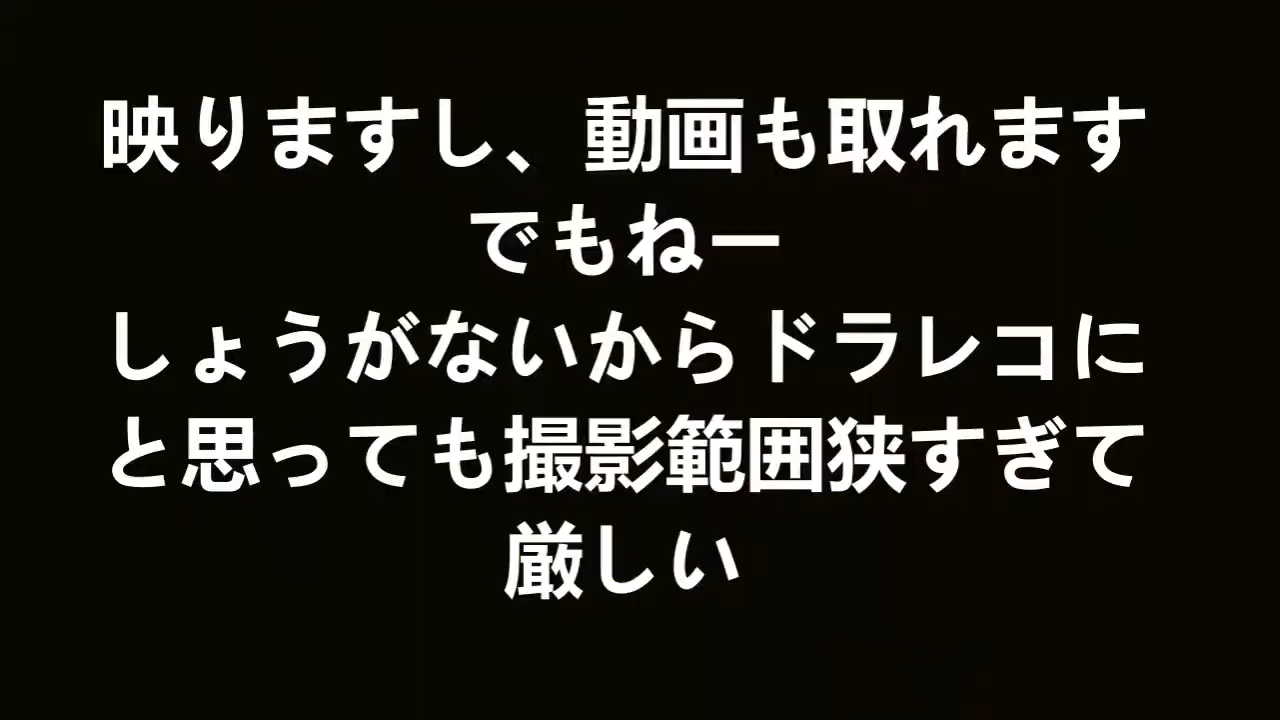 映りますし、動画も取れます
でもねー
しょうがないからドラレコに
と思っても撮影範囲狭すぎて
厳しい